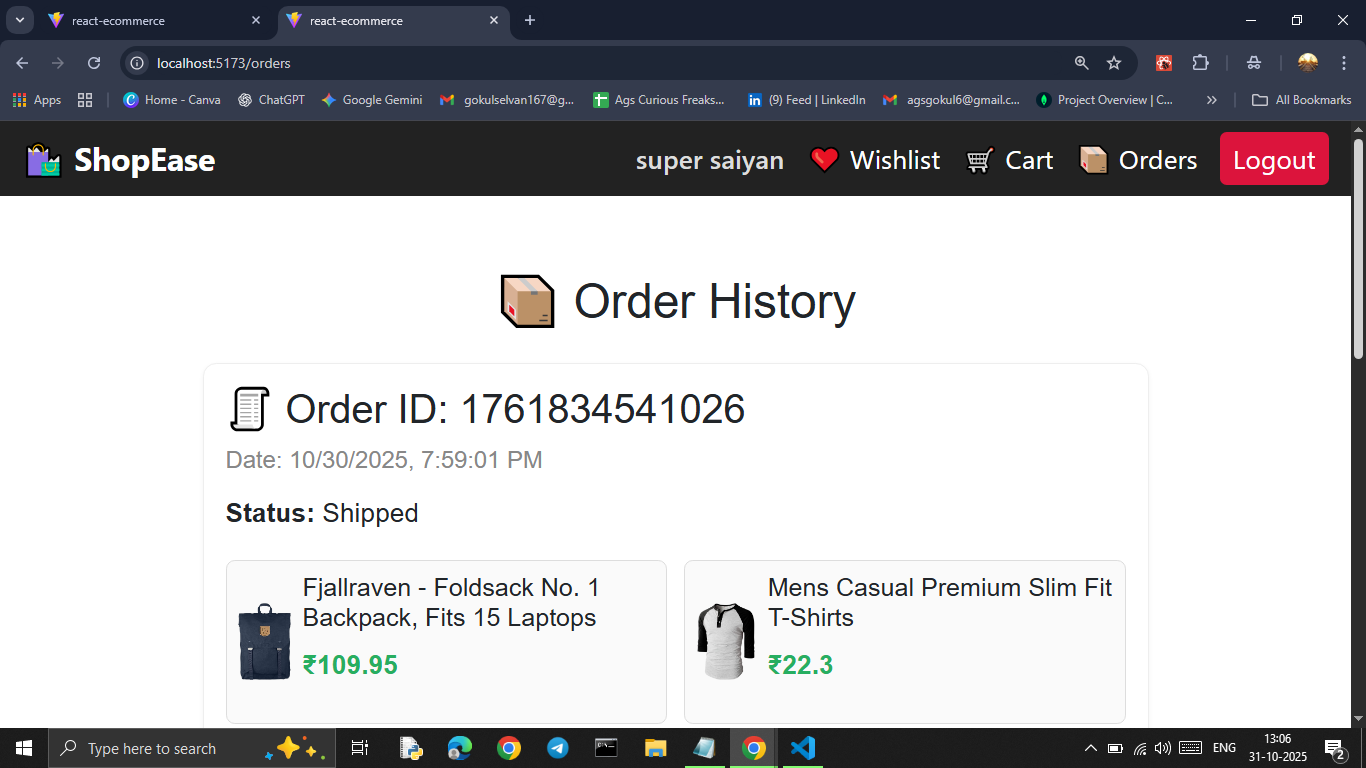 react-ecommerce
react-ecommerce
localhost:5173/orders
Apps
Home - Canva
ChatGPT
Google Gemini
gokulselvan167@g...
Ags Curious Freaks...
(9) Feed | LinkedIn
agsgokul6@gmail.c...
Project Overview | C...
All Bookmarks
ShopEase
super saiyan
Wishlist
Cart
Orders
Logout
Order History
Order ID: 1761834541026
Date: 10/30/2025, 7:59:01 PM
Status: Shipped
Fjallraven - Foldsack No. 1
Backpack, Fits 15 Laptops
₹109.95
Mens Casual Premium Slim Fit
T-Shirts
₹22.3
Type here to search
ENG
13:06
31-10-2025
2